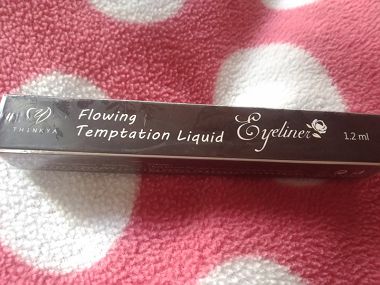 THINKYA
Flowing
Temptation Liquid Eyeliner 1.2 ml